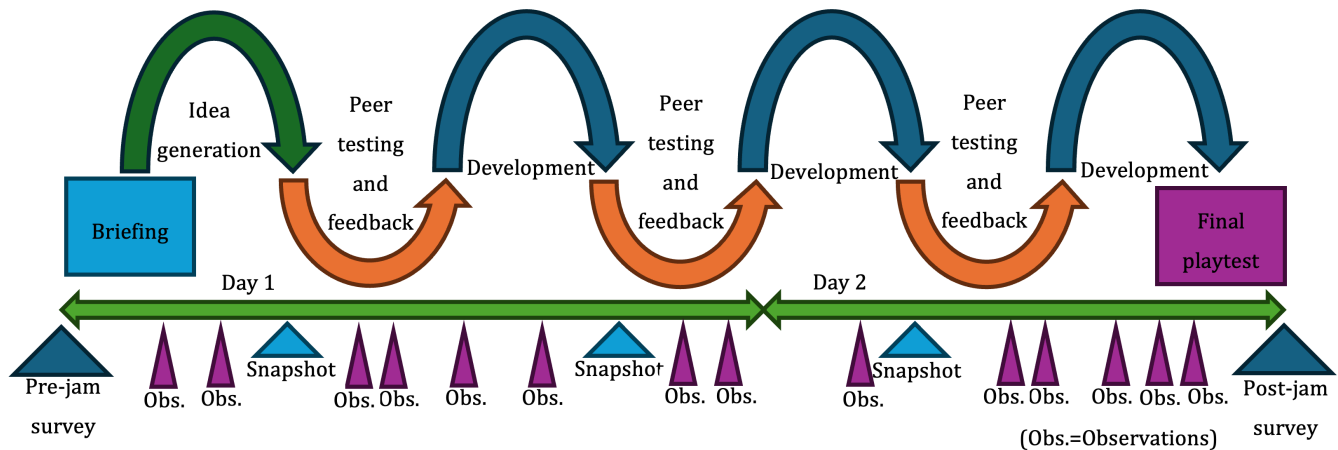 Idea
generation
Peer
testing
and
feedback
Development
Peer
testing
and
feedback
Development
Peer
testing
and
feedback
Development
Briefing
Final
playtest
Day 1
Day 2
Pre-jam
survey
Obs.
Obs.
Snapshot
Obs.
Obs.
Obs.
Obs.
Snapshot
Obs.
Obs.
Obs.
Snapshot
Obs.
Obs.
Obs.
Obs.
Obs.
Post-jam
survey
(Obs.=Observations)